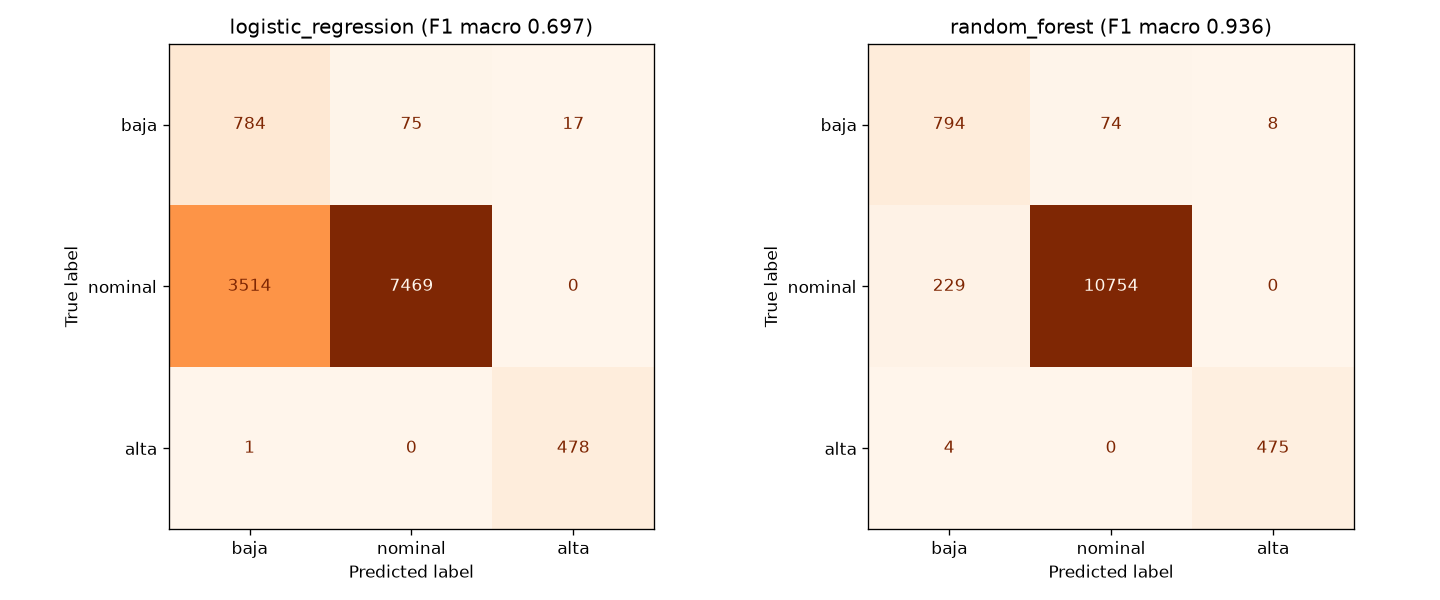 logistic_regression (F1 macro 0.697)
True label
baja
784 75 17
nominal
3514 7469 0
alta
1 0 478
baja nominal alta
Predicted label
random_forest (F1 macro 0.936)
True label
baja
794 74 8
nominal
229 10754 0
alta
4 0 475
baja nominal alta
Predicted label